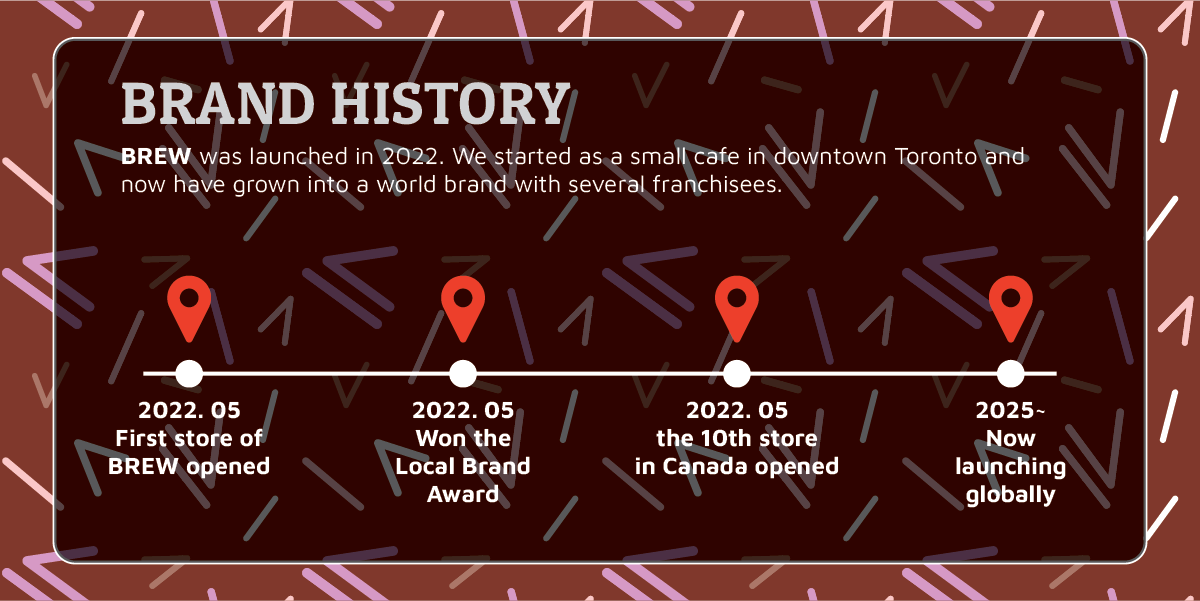 BRAND HISTORY
BREW was launched in 2022. We started as a small cafe in downtown Toronto and
now have grown into a world brand with several franchisees.
2022. 05
First store of
BREW opened
2022. 05
Won the
Local Brand
Award
2022. 05
the 10th store
in Canada opened
2025~
Now
launching
globally